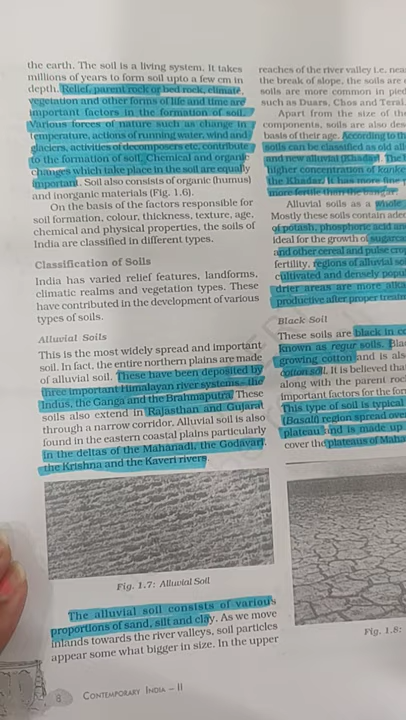 the earth. The soil is a living system. It takes
millions of years to form soil upto a few cm in
depth. Relief, parent rock or bed rock, climate,
vegetation and other forms of life and time are
important factors in the formation of soil.
Various forces of nature such as change in
temperature, actions of running water, wind and
glaciers, activities of decomposers etc. contribute
to the formation of soil. Chemical and organic
changes which take place in the soil are equally
important. Soil also consists of organic (humus)
and inorganic materials (Fig. 1.6).
On the basis of the factors responsible for
soil formation, colour, thickness, texture, age,
chemical and physical properties, the soils of
India are classified in different types.
Classification of Soils
India has varied relief features, landforms,
climatic realms and vegetation types. These
have contributed in the development of various
types of soils.
Alluvial Soils
This is the most widely spread and important
soil. In fact, the entire northern plains are made
of alluvial soil. These have been deposited by
three important Himalayan river systems- the
Indus, the Ganga and the Brahmaputra. These
soils also extend in Rajasthan and Gujarat
through a narrow corridor. Alluvial soil is also
found in the eastern coastal plains particularly
in the deltas of the Mahanadi, the Godavari,
the Krishna and the Kaveri rivers.
Fig. 1.7: Alluvial Soil
The alluvial soil consists of various
proportions of sand, silt and clay. As we move
inlands towards the river valleys, soil particles
appear some what bigger in size. In the upper
reaches of the river valley i.e. near
the break of slope, the soils are
soils are more common in pied
such as Duars, Chos and Terai.
Apart from the size of the
components, soils are also des
basis of their age. According to th
soils can be classified as old all
and new alluvial (Khadar). The
higher concentration of kankar
the Khadar. It has more fine
more fertile than the bangar.
Alluvial soils as a whole
Mostly these soils contain adeq
of potash, phosphoric acid and
ideal for the growth of sugarca
and other cereal and pulse crop
fertility, regions of alluvial soi
cultivated and densely popul
drier areas are more alka
productive after proper treatm
Black Soil
These soils are black in co
known as regur soils. Bla
growing cotton and is als
cotton soil. It is believed that
along with the parent roc
important factors for the for
This type of soil is typical
(Basalt) region spread over
plateau and is made up
cover the plateaus of Maha
Fig. 1.8:
8 CONTEMPORARY INDIA – II